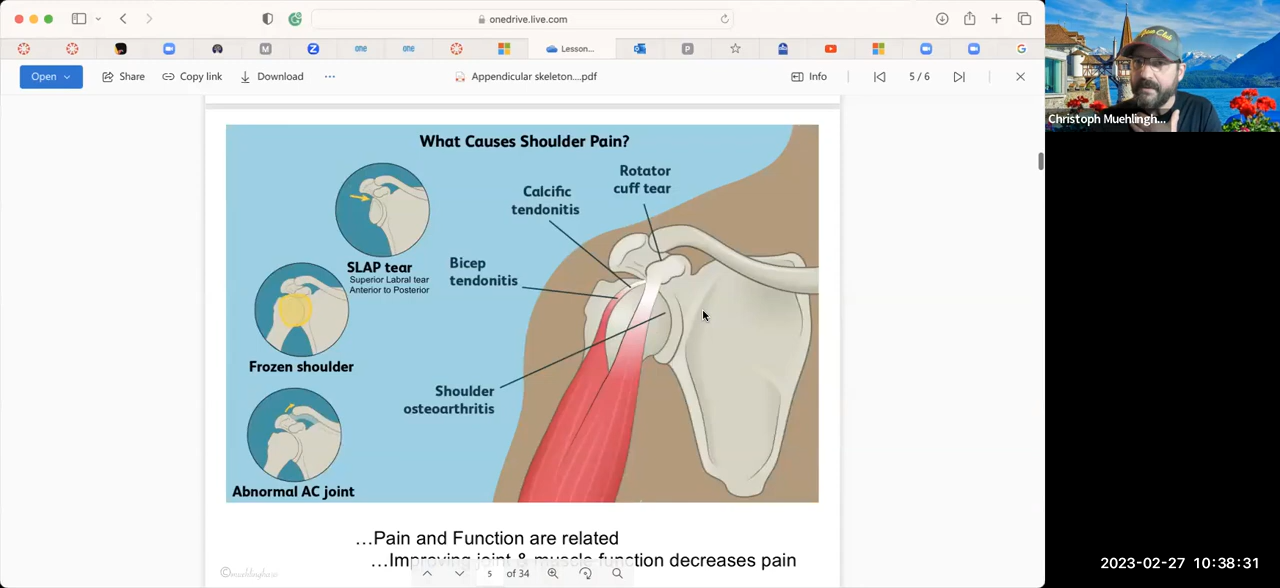 onedrive.live.com
Lesson...
Open
Share
Copy link
Download
Appendicular skeleton....pdf
Info
5 / 6
Christoph Muehlingh...
What Causes Shoulder Pain?
Rotator
cuff tear
Calcific
tendonitis
SLAP tear
Superior Labral tear
Anterior to Posterior
Bicep
tendonitis
Frozen shoulder
Shoulder
osteoarthritis
Abnormal AC joint
...Pain and Function are related
...Improving joint & muscle function decreases pain
5 of 34
2023-02-27 10:38:31